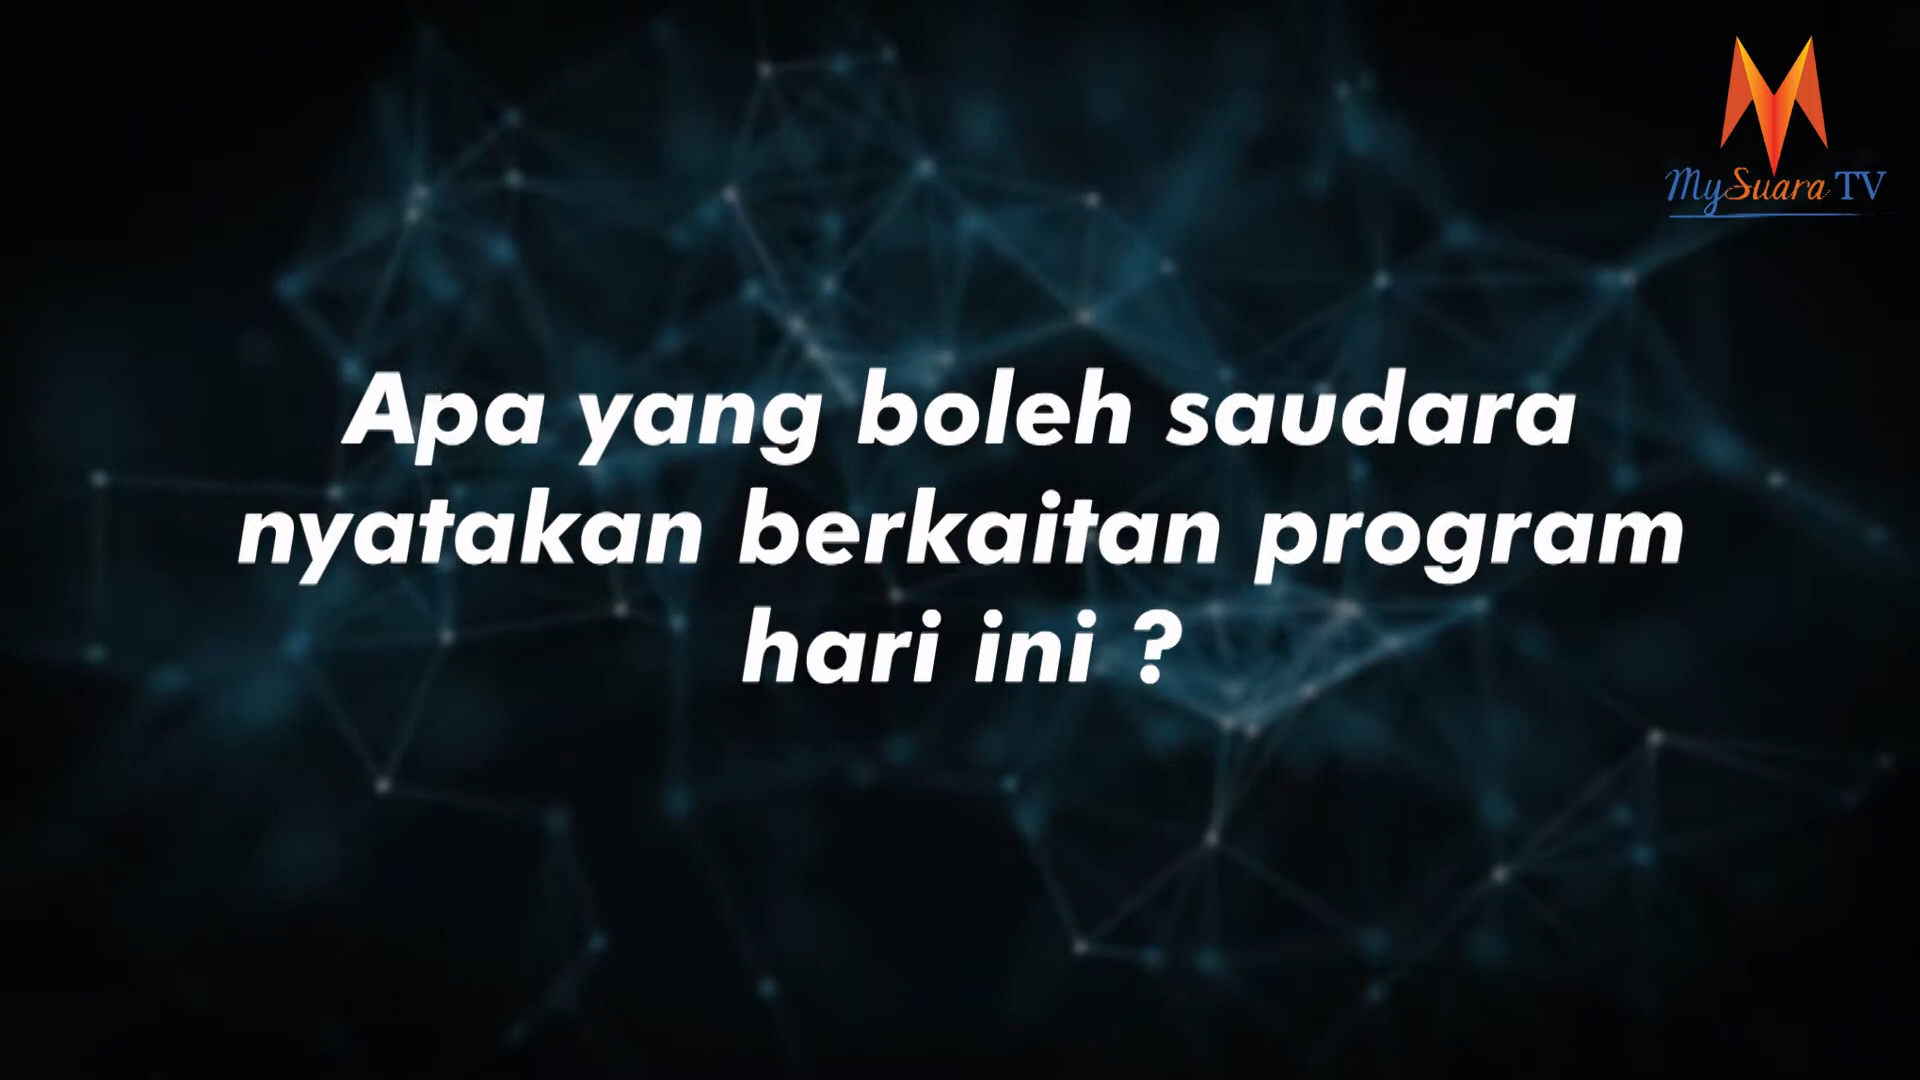 MySuara TV
Apa yang boleh saudara
nyatakan berkaitan program
hari ini ?